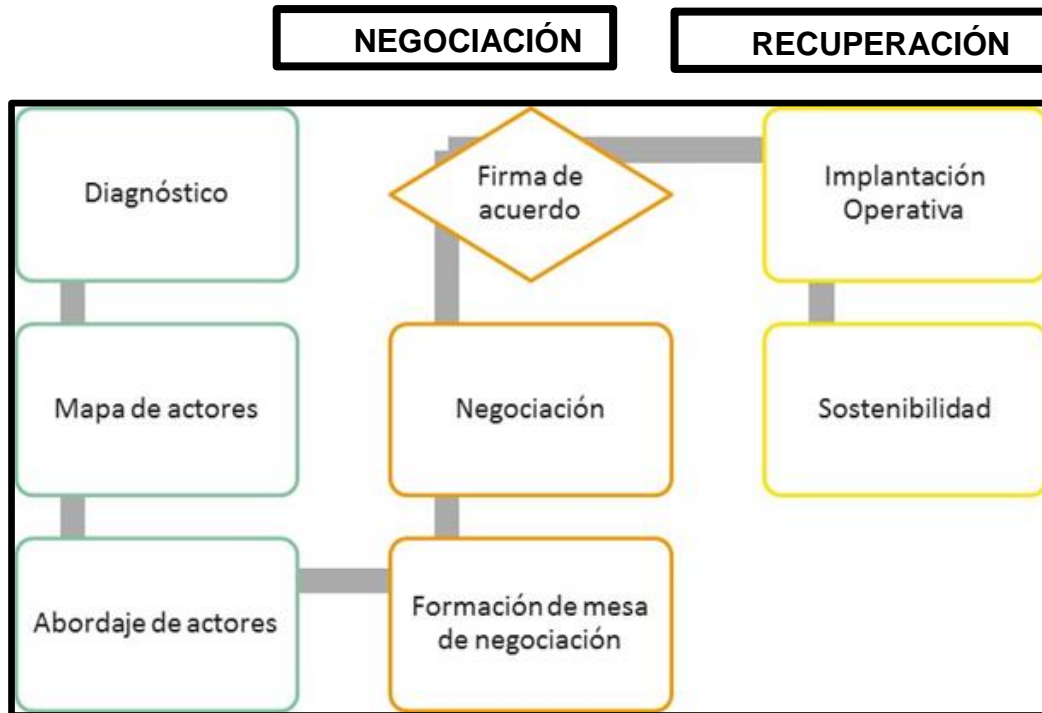 NEGOCIACIÓN
RECUPERACIÓN
Diagnóstico
Mapa de actores
Abordaje de actores
Firma de
acuerdo
Negociación
Formación de mesa
de negociación
Implantación
Operativa
Sostenibilidad